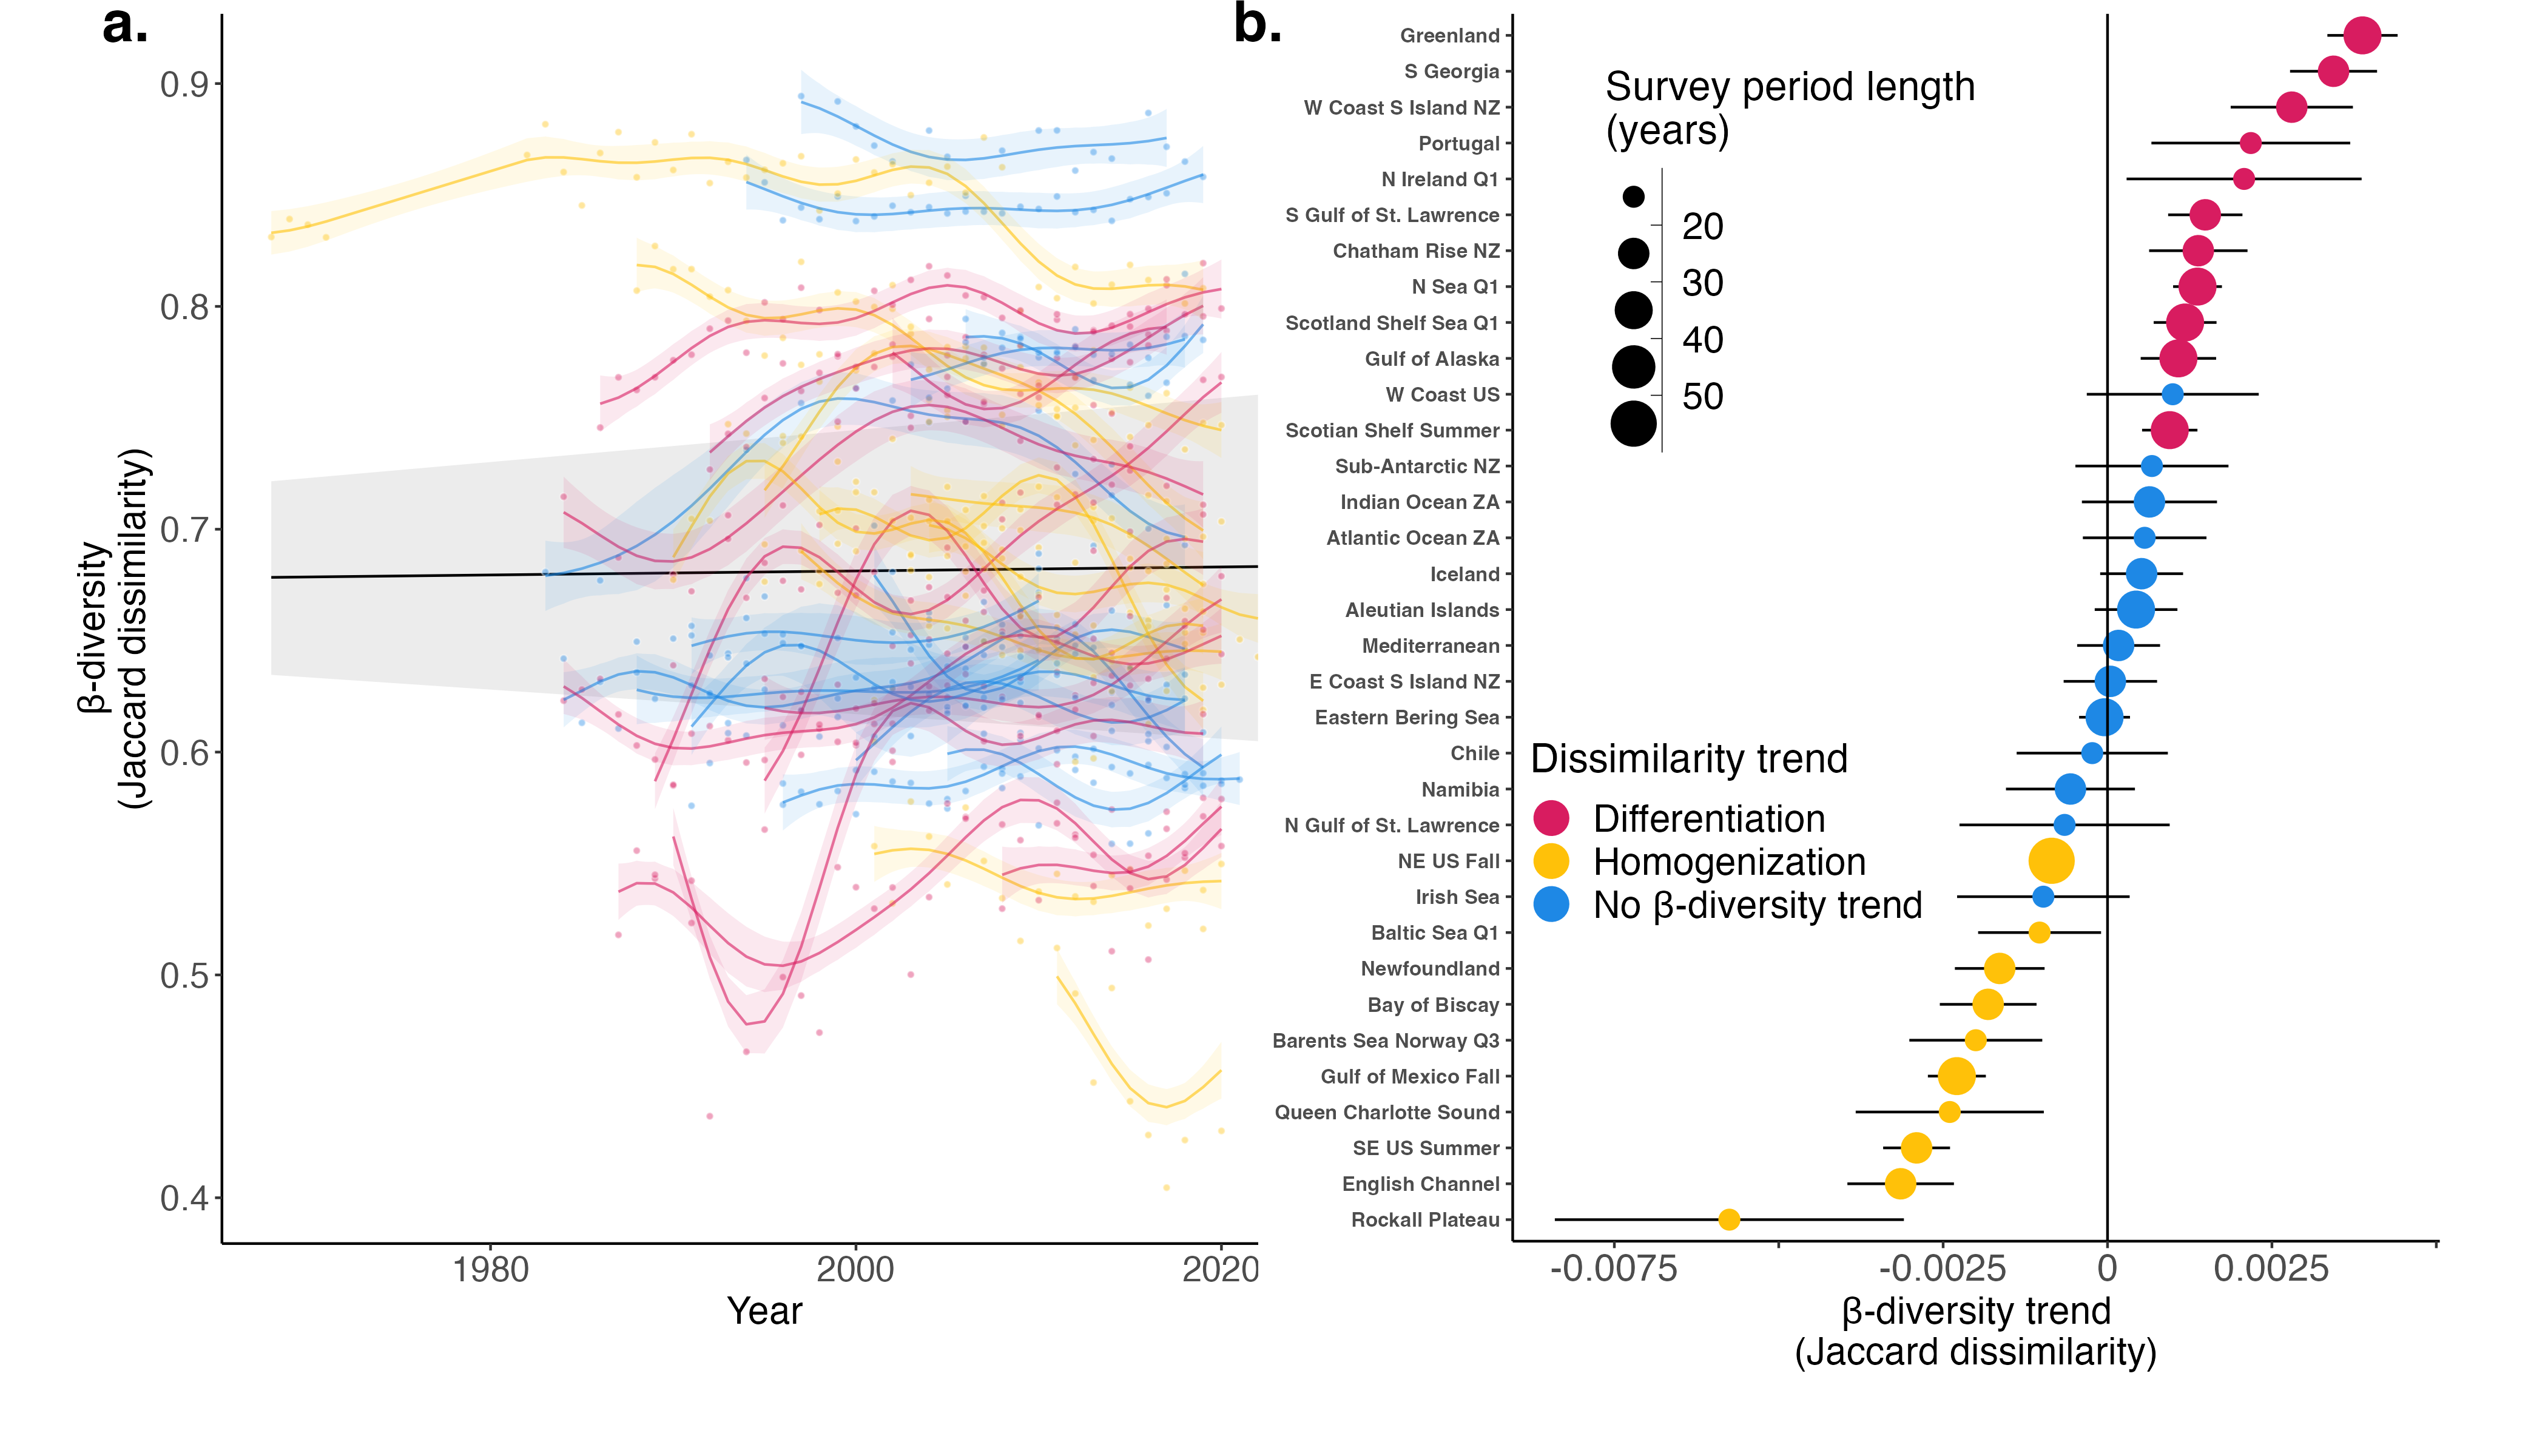 a.
0.9
0.8
0.7
0.6
0.5
0.4
β-diversity
(Jaccard dissimilarity)
1980
2000
2020
Year
b.
Greenland
S Georgia
W Coast S Island NZ
Portugal
N Ireland Q1
S Gulf of St. Lawrence
Chatham Rise NZ
N Sea Q1
Scotland Shelf Sea Q1
Gulf of Alaska
W Coast US
Scotian Shelf Summer
Sub-Antarctic NZ
Indian Ocean ZA
Atlantic Ocean ZA
Iceland
Aleutian Islands
Mediterranean
E Coast S Island NZ
Eastern Bering Sea
Chile
Namibia
N Gulf of St. Lawrence
NE US Fall
Irish Sea
Baltic Sea Q1
Newfoundland
Bay of Biscay
Barents Sea Norway Q3
Gulf of Mexico Fall
Queen Charlotte Sound
SE US Summer
English Channel
Rockall Plateau
Survey period length
(years)
20
30
40
50
Dissimilarity trend
Differentiation
Homogenization
No β-diversity trend
-0.0075
-0.0025
0
0.0025
β-diversity trend
(Jaccard dissimilarity)